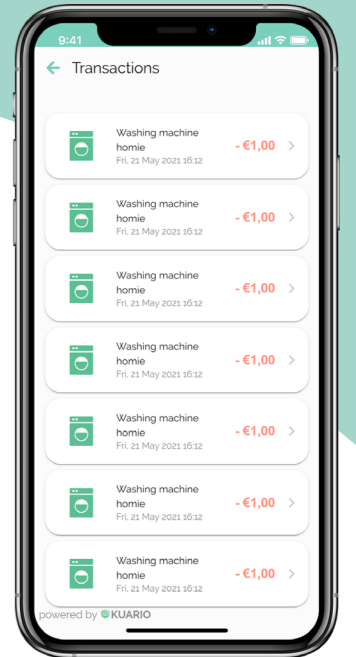 9:41
Transactions
Washing machine
homie
- €1,00
Fri, 21 May 2021 16:12
Washing machine
homie
- €1,00
Fri, 21 May 2021 16:12
Washing machine
homie
- €1,00
Fri, 21 May 2021 16:12
Washing machine
homie
- €1,00
Fri, 21 May 2021 16:12
Washing machine
homie
- €1,00
Fri, 21 May 2021 16:12
Washing machine
homie
- €1,00
Fri, 21 May 2021 16:12
Washing machine
homie
- €1,00
Fri, 21 May 2021 16:12
powered by KUARIO